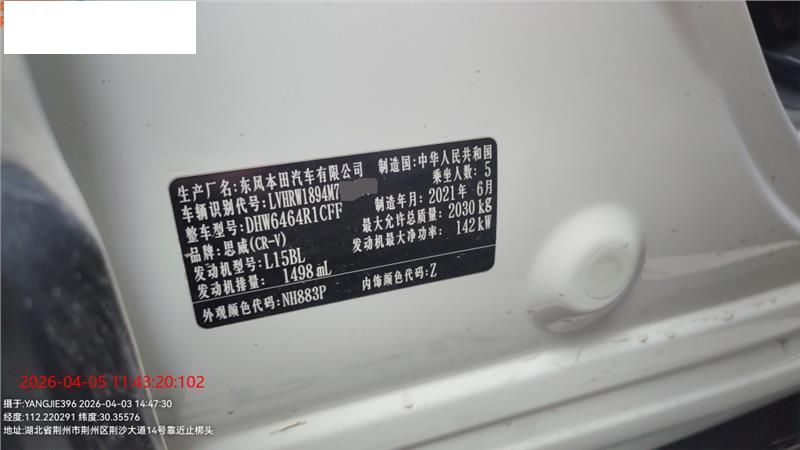 生产厂名:东风本田汽车有限公司 制造国:中华人民共和国
车辆识别代号:LVHRW1894M7 乘坐人数: 5
整车型号:DHW6464R1CFF 制造年月:2021年 6月
品牌:思威(CR-V) 最大允许总质量: 2030 kg
发动机型号:L15BL 发动机最大净功率: 142 kW
发动机排量: 1498 mL
外观颜色代码:NH883P 内饰颜色代码:Z
2026-04-05 11:43:20:102
摄于:YANGJIE396 2026-04-03 14:47:30
经度:112.220291 纬度:30.35576
地址:湖北省荆州市荆州区荆沙大道14号靠近止梆头